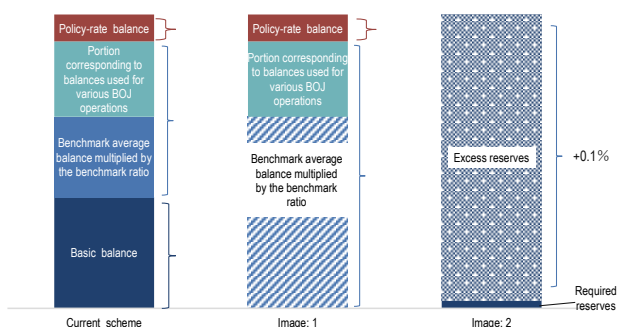 Policy-rate balance
Portion corresponding
to balances used for
various BOJ
operations
Benchmark average
balance multiplied by
the benchmark ratio
Basic balance
Current scheme
Policy-rate balance
Portion corresponding
to balances used for
various BOJ
operations
Benchmark average
balance multiplied
by the benchmark
ratio
Image: 1
Excess reserves
+0.1%
Required
reserves
Image: 2